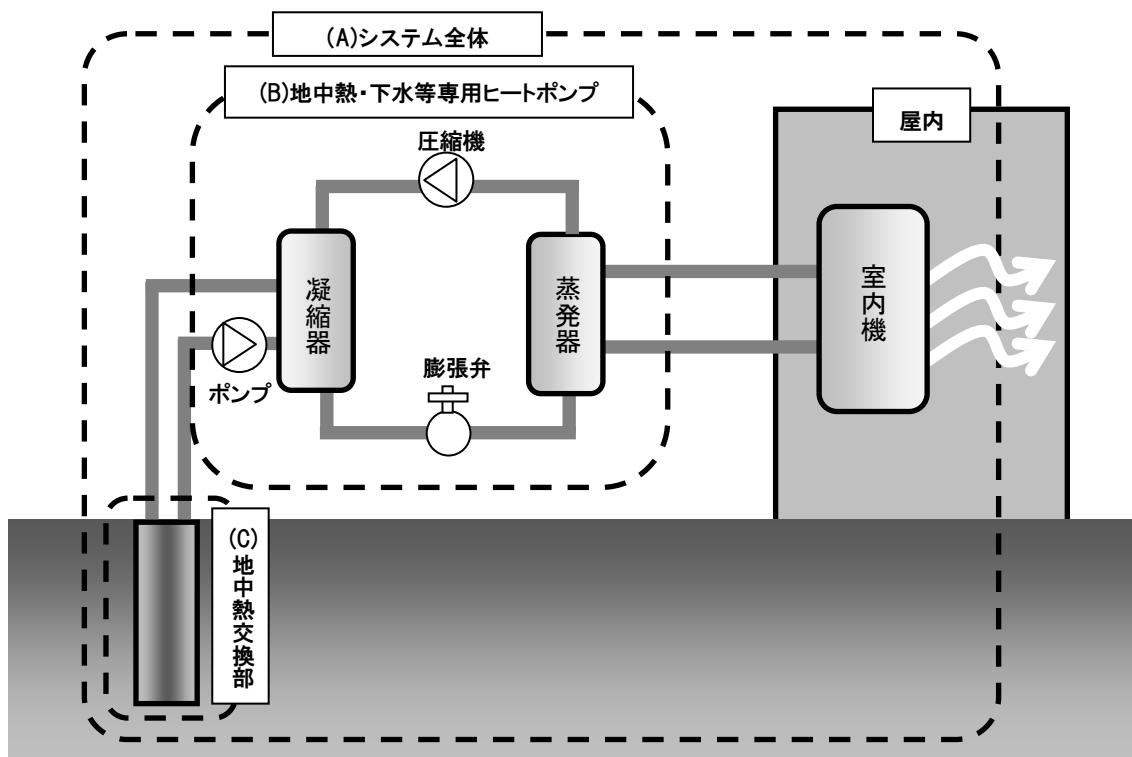 (A)システム全体
(B)地中熱・下水等専用ヒートポンプ
屋内
圧縮機
凝縮器
蒸発器
室内機
ポンプ
膨張弁
(C)
地中熱交換部